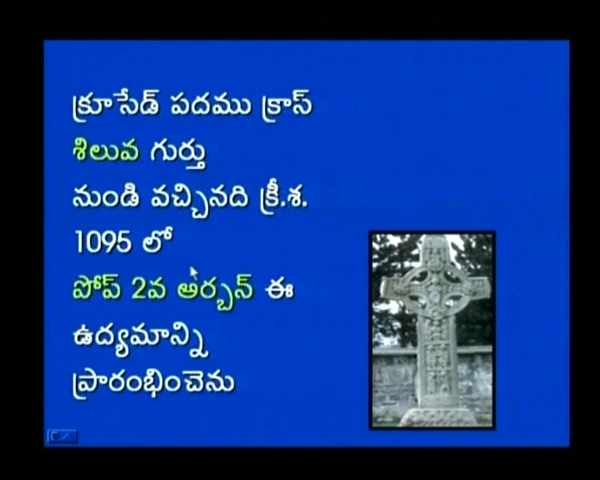 క్రూసేడ్ పదము క్రాస్
శిలువ గుర్తు
నుండి వచ్చినది క్రీ.శ.
1095 లో
పోప్ 2వ అర్బన్ ఈ
ఉద్యమాన్ని
ప్రారంభించెను